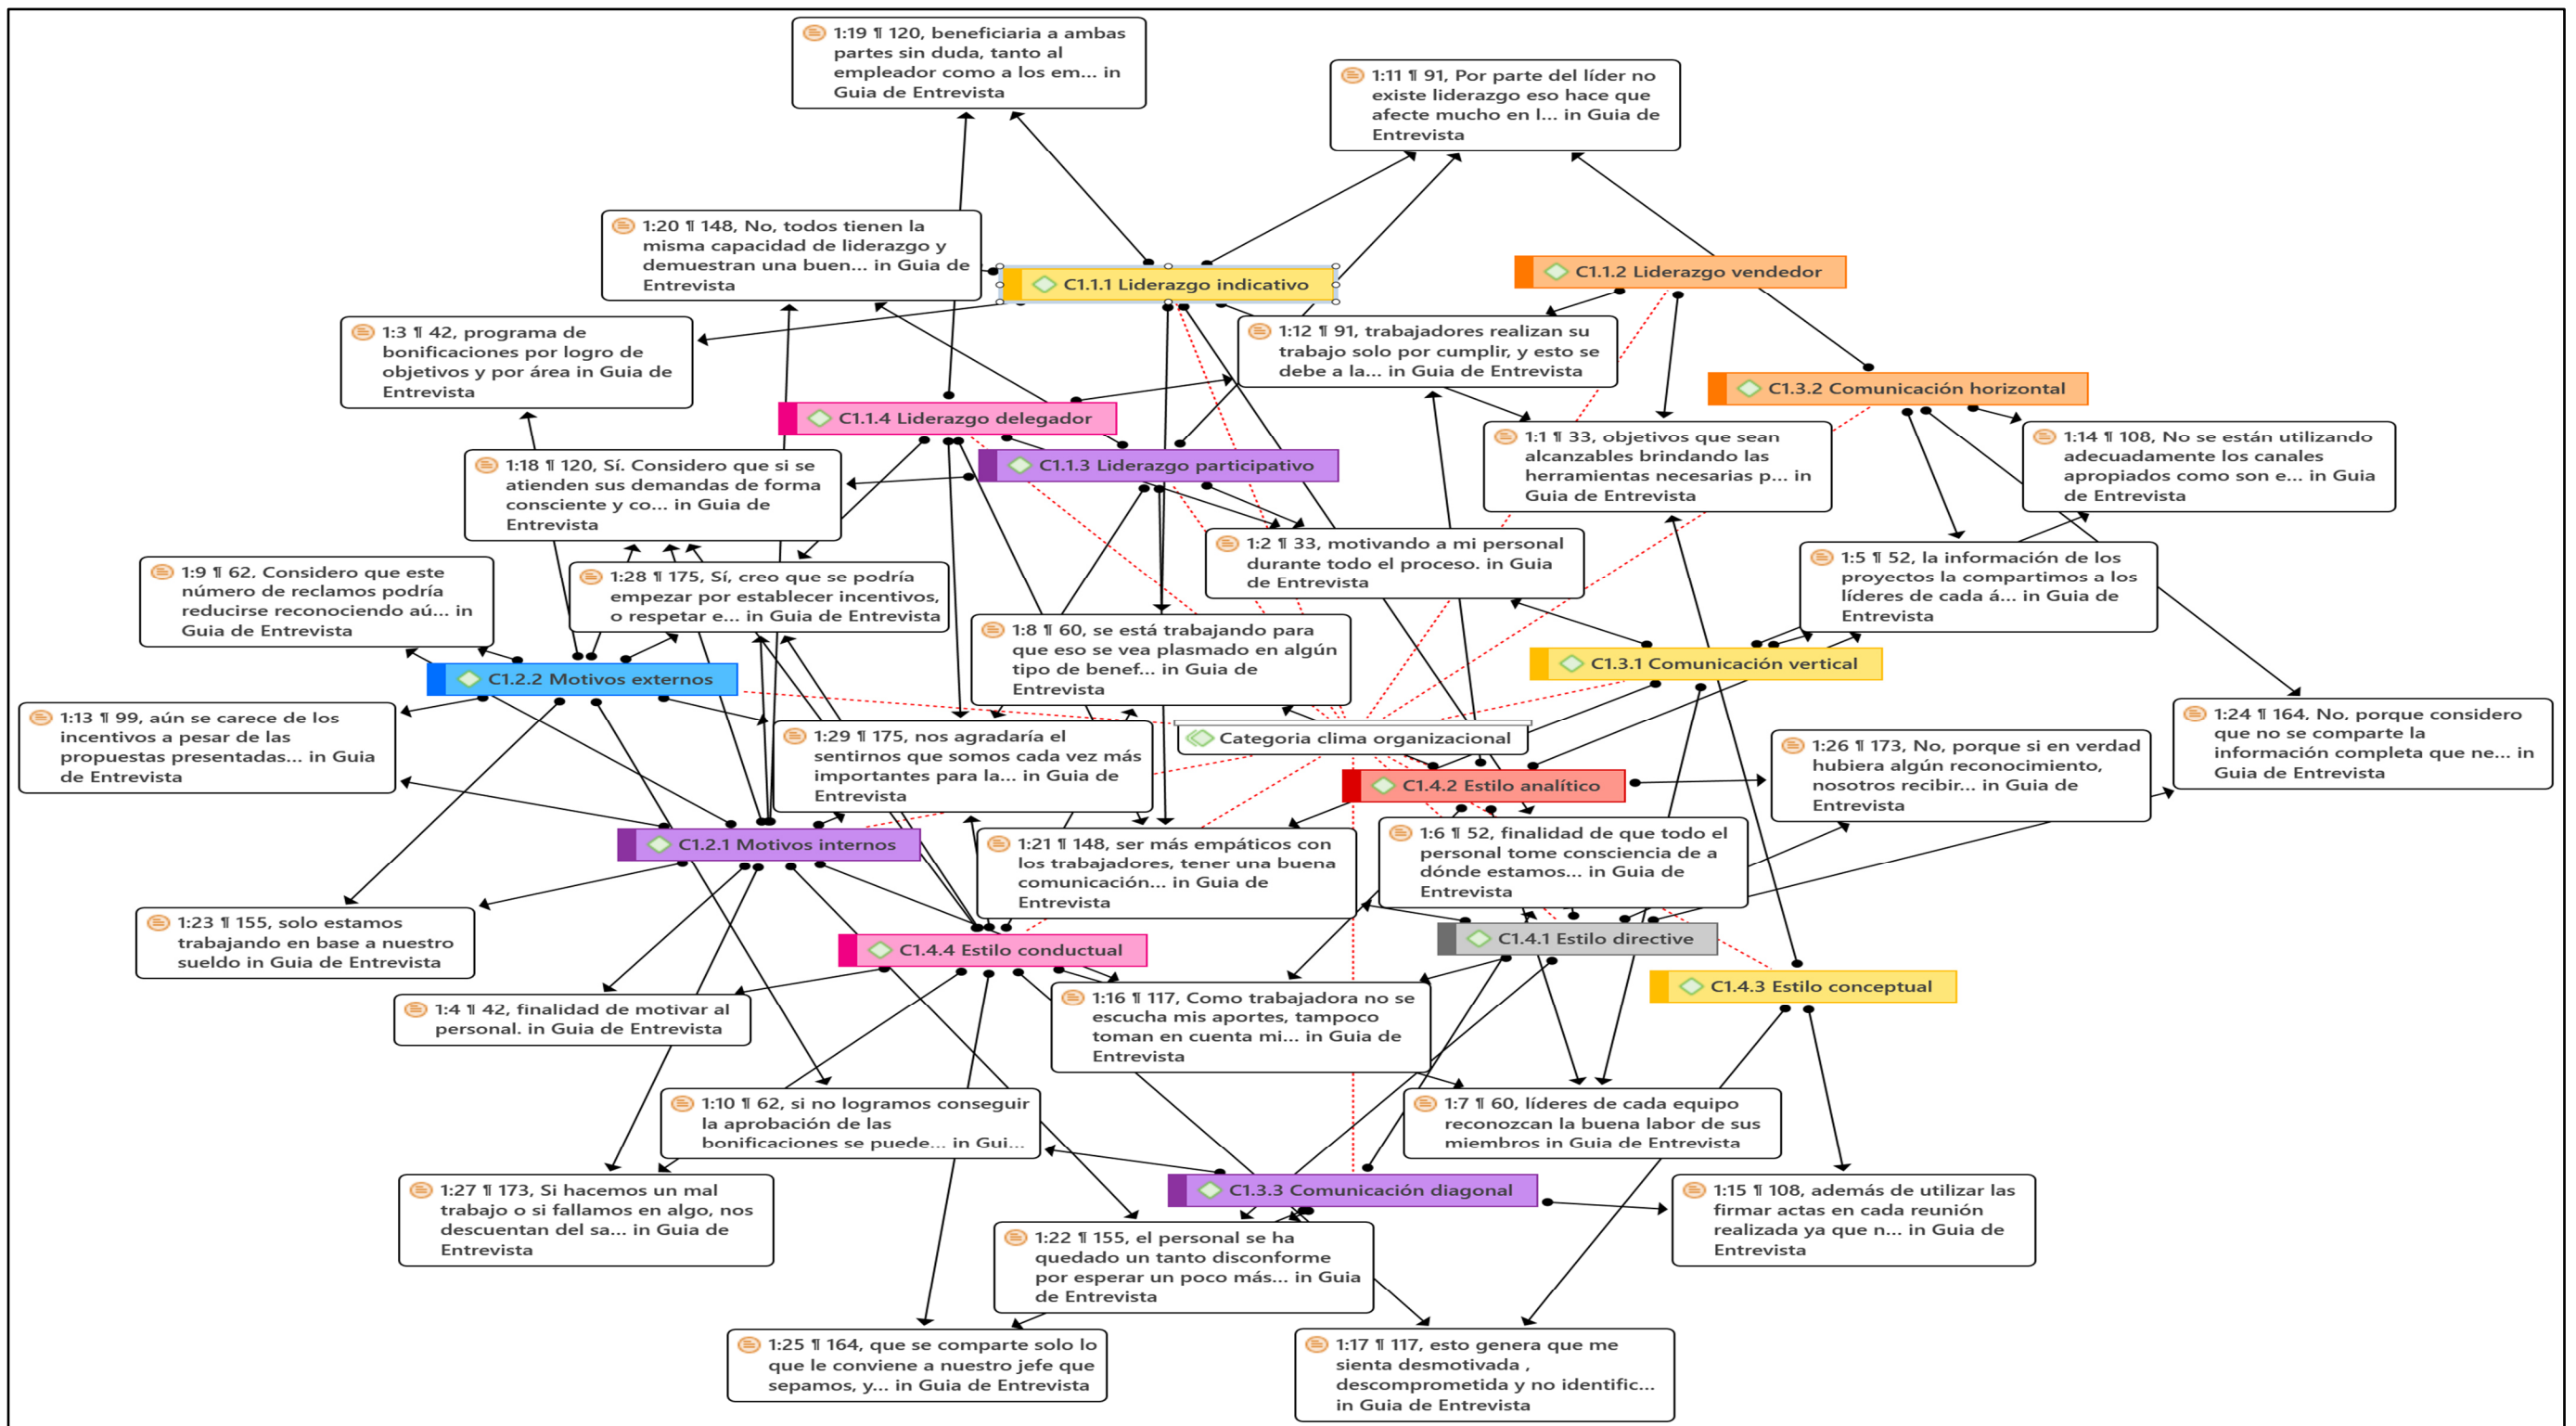 1:19 ¶ 120, beneficiaria a ambas
partes sin duda, tanto al
empleador como a los em... in
Guia de Entrevista
1:11 ¶ 91, Por parte del líder no
existe liderazgo eso hace que
afecte mucho en l... in Guia de
Entrevista
1:20 ¶ 148, No, todos tienen la
misma capacidad de liderazgo y
demuestran una buen... in Guia de
Entrevista
C1.1.1 Liderazgo indicativo
C1.1.2 Liderazgo vendedor
1:3 ¶ 42, programa de
bonificaciones por logro de
objetivos y por área in Guia de
Entrevista
1:12 ¶ 91, trabajadores realizan su
trabajo solo por cumplir, y esto se
debe a la... in Guia de Entrevista
C1.3.2 Comunicación horizontal
C1.1.4 Liderazgo delegador
1:1 ¶ 33, objetivos que sean
alcanzables brindando las
herramientas necesarias p... in
Guia de Entrevista
1:14 ¶ 108, No se están utilizando
adecuadamente los canales
apropiados como son e... in Guia
de Entrevista
1:18 ¶ 120, Sí. Considero que si se
atienden sus demandas de forma
consciente y co... in Guia de
Entrevista
C1.1.3 Liderazgo participativo
1:2 ¶ 33, motivando a mi personal
durante todo el proceso. in Guia
de Entrevista
1:5 ¶ 52, la información de los
proyectos la compartimos a los
líderes de cada á... in Guia de
Entrevista
1:9 ¶ 62. Considero que este
número de reclamos podría
reducirse reconociendo aú... in
Guia de Entrevista
1:28 ¶ 175, Sí, creo que se podría
empezar por establecer incentivos,
o respetar e... in Guia de Entrevista
1:8 ¶ 60, se está trabajando para
que eso se vea plasmado en algún
tipo de benef... in Guia de
Entrevista
C1.3.1 Comunicación vertical
C1.2.2 Motivos externos
1:13 ¶ 99, aún se carece de los
incentivos a pesar de las
propuestas presentadas... in Guia
de Entrevista
1:24 ¶ 164, No, porque considero
que no se comparte la
información completa que ne... in
Guia de Entrevista
1:29 ¶ 175, nos agradaría el
sentirnos que somos cada vez más
importantes para la... in Guia de
Entrevista
Categoria clima organizacional
1:26 ¶ 173, No, porque si en verdad
hubiera algún reconocimiento,
nosotros recibir... in Guia de
Entrevista
C1.4.2 Estilo analítico
C1.2.1 Motivos internos
1:21 ¶ 148, ser más empáticos con
los trabajadores, tener una buena
comunicación... in Guia de
Entrevista
1:6 ¶ 52, finalidad de que todo el
personal tome consciencia de a
dónde estamos... in Guia de
Entrevista
1:23 ¶ 155, solo estamos
trabajando en base a nuestro
sueldo in Guia de Entrevista
C1.4.4 Estilo conductual
C1.4.1 Estilo directive
C1.4.3 Estilo conceptual
1:4 ¶ 42, finalidad de motivar al
personal. in Guia de Entrevista
1:16 ¶ 117, Como trabajadora no se
escucha mis aportes, tampoco
toman en cuenta mi... in Guia de
Entrevista
1:10 ¶ 62, si no logramos conseguir
la aprobación de las
bonificaciones se puede... in Gui...
1:7 ¶ 60, líderes de cada equipo
reconozcan la buena labor de sus
miembros in Guia de Entrevista
1:27 ¶ 173, Si hacemos un mal
trabajo o si fallamos en algo, nos
descuentan del sa... in Guia de
Entrevista
C1.3.3 Comunicación diagonal
1:15 ¶ 108, además de utilizar las
firmar actas en cada reunión
realizada ya que n... in Guia de
Entrevista
1:22 ¶ 155, el personal se ha
quedado un tanto disconforme
por esperar un poco más... in Guia
de Entrevista
1:25 ¶ 164, que se comparte solo lo
que le conviene a nuestro jefe que
sepamos, y... in Guia de Entrevista
1:17 ¶ 117, esto genera que me
sienta desmotivada ,
descomprometida y no identific...
in Guia de Entrevista